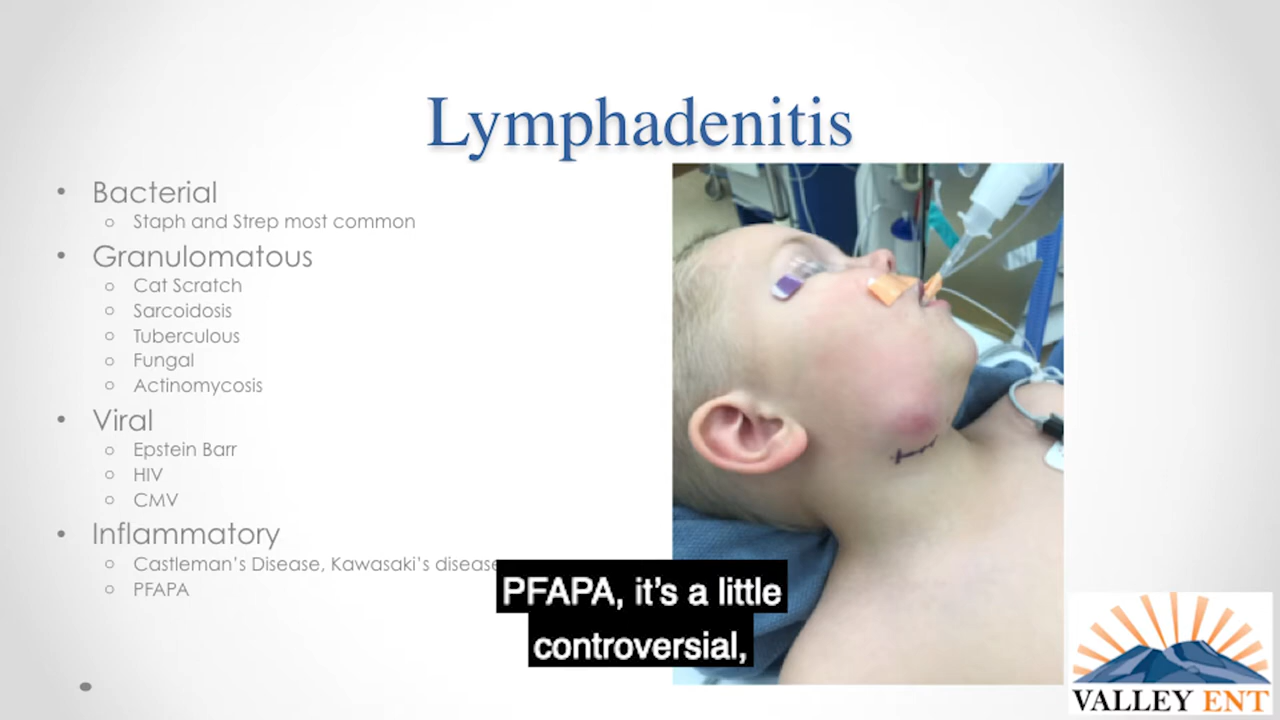 Lymphadenitis
• Bacterial
o Staph and Strep most common
• Granulomatous
o Cat Scratch
o Sarcoidosis
o Tuberculous
o Fungal
o Actinomycosis
• Viral
o Epstein Barr
o HIV
o CMV
• Inflammatory
o Castleman's Disease, Kawasaki's disease
o PFAPA
PFAPA, it's a little
controversial,
VALLEY ENT